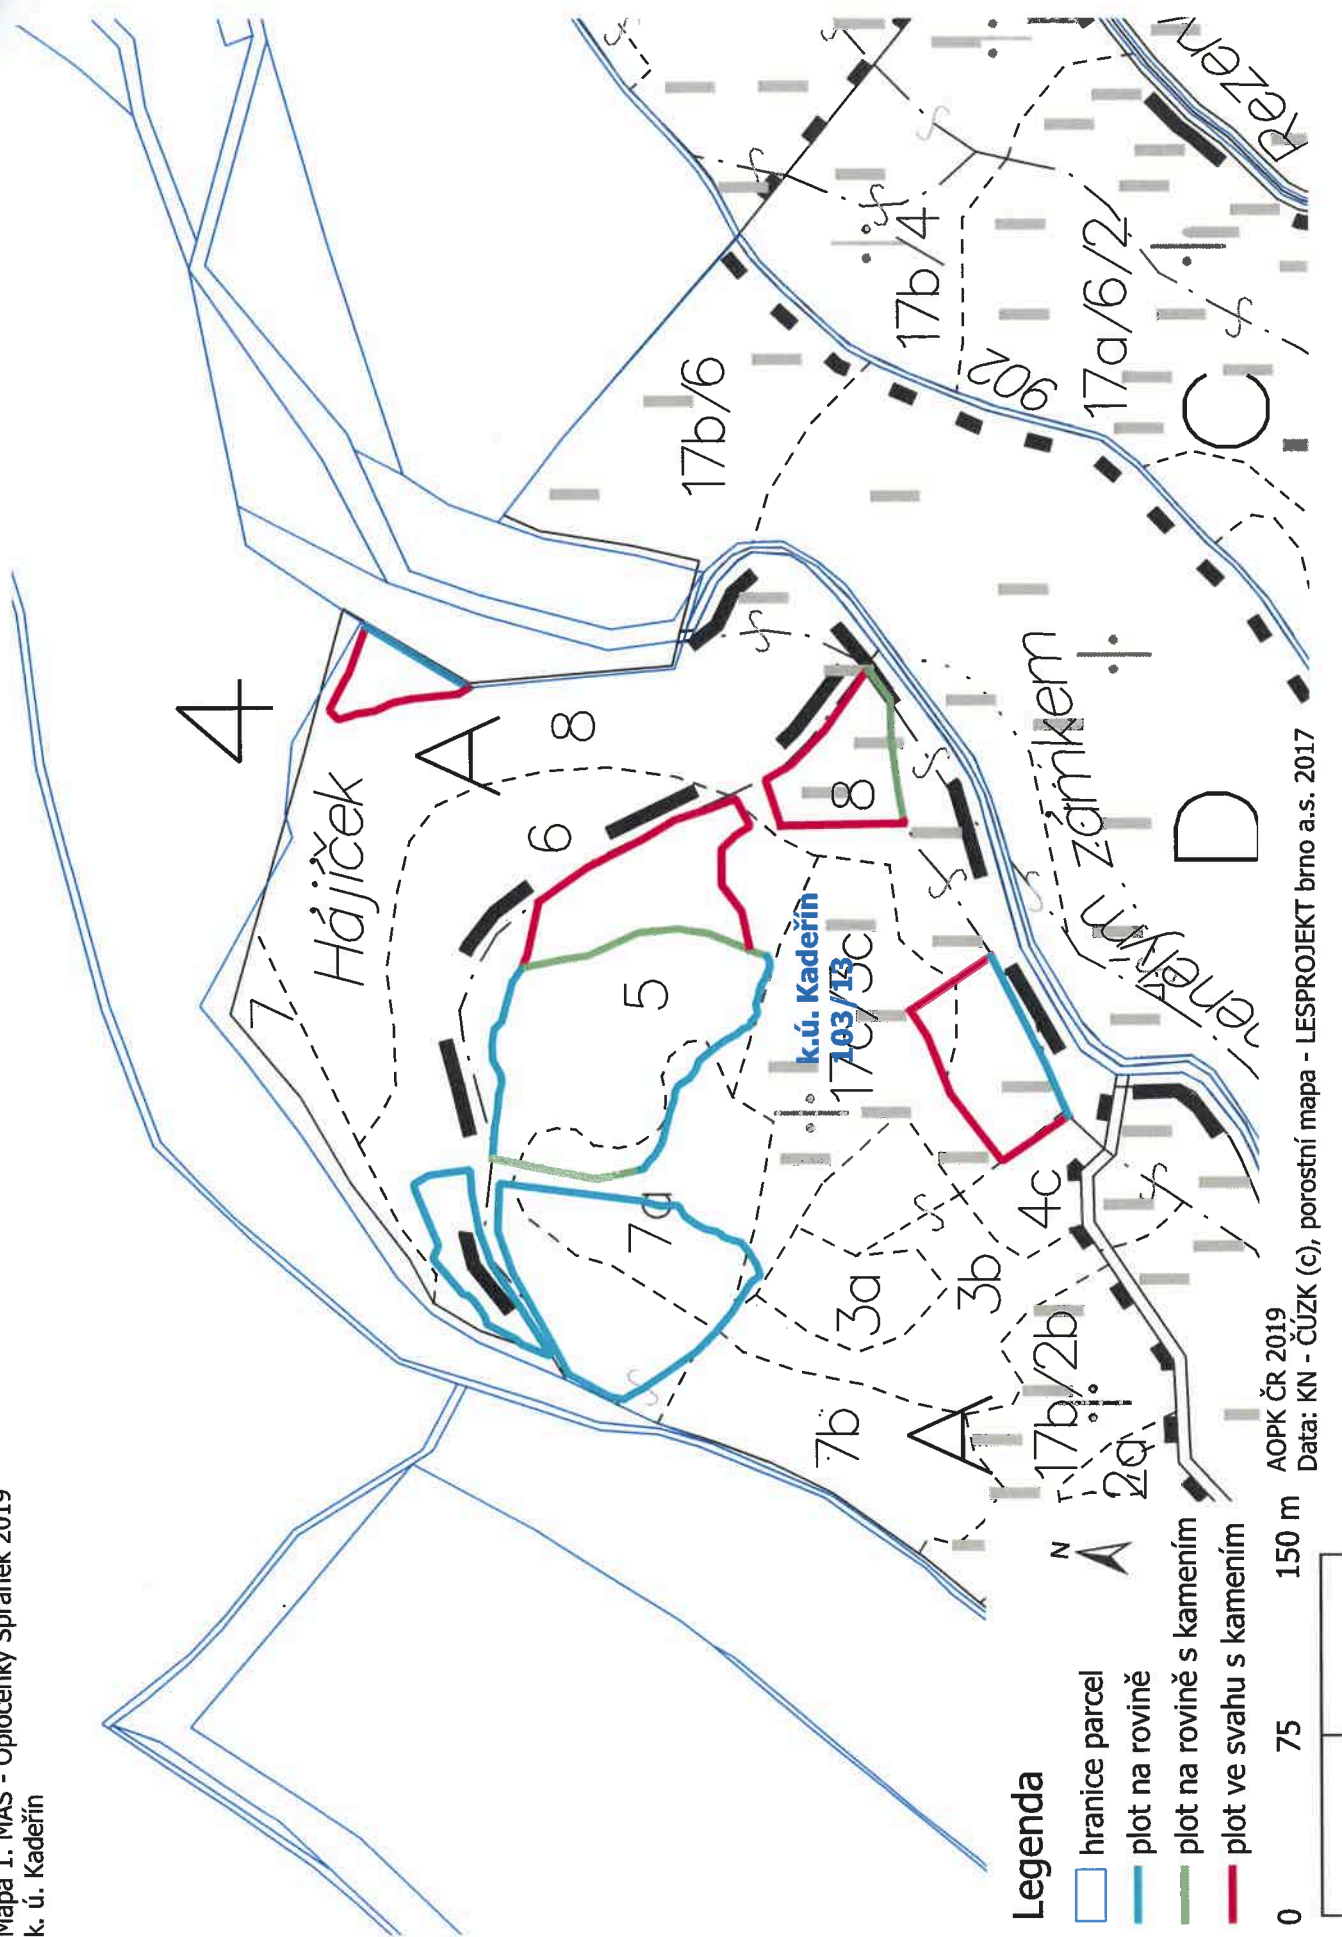 Mapa 1. MAS - Oplocenky Špraněk 2019
k. ú. Kadeřín
4
Hájíček
A
7
8
6
5
7a
8
k.ú. Kadeřín
103/13
17c/3c
3a
3b
4c
7b
A
17b/2b
2a
17b/6
17b/4
902
17a/6/2
C
D
Zámkem
Řezen
N
Legenda
hranice parcel
plot na rovině
plot na rovině s kamením
plot ve svahu s kamením
0 75 150 m
AOPK ČR 2019
Data: KN - ČÚZK (c), porostní mapa - LESPROJEKT brno a.s. 2017